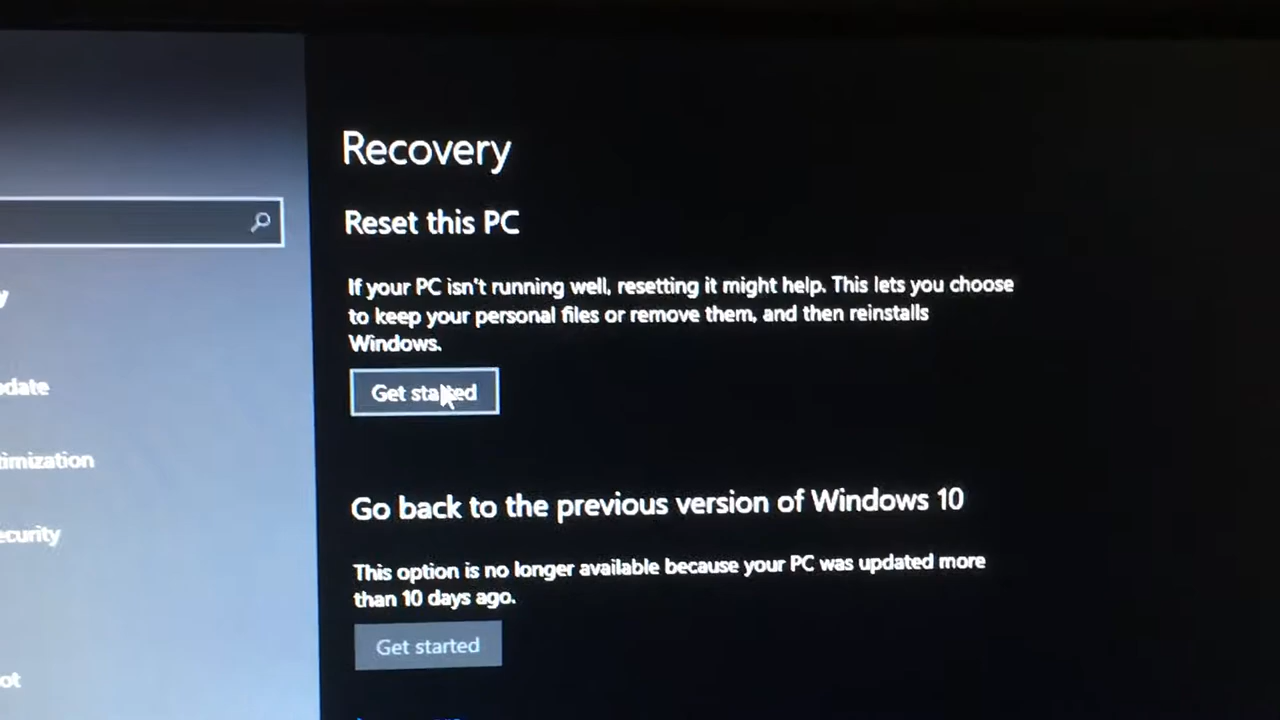 Recovery
Reset this PC
If your PC isn't running well, resetting it might help. This lets you choose
to keep your personal files or remove them, and then reinstalls
Windows.
Get started
Go back to the previous version of Windows 10
This option is no longer available because your PC was updated more
than 10 days ago.
Get started